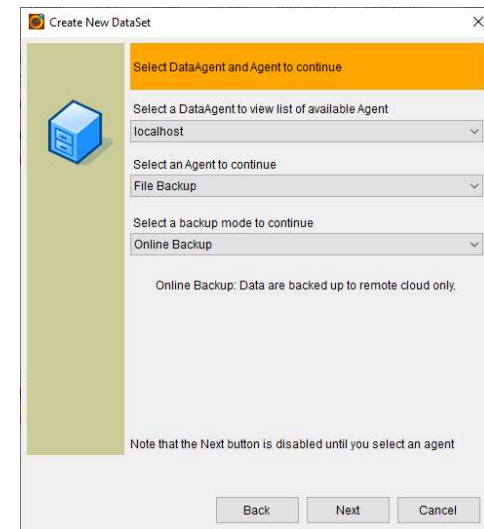 Create New DataSet
Select DataAgent and Agent to continue
Select a DataAgent to view list of available Agent
localhost
Select an Agent to continue
File Backup
Select a backup mode to continue
Online Backup
Online Backup: Data are backed up to remote cloud only.
Note that the Next button is disabled until you select an agent
Back Next Cancel